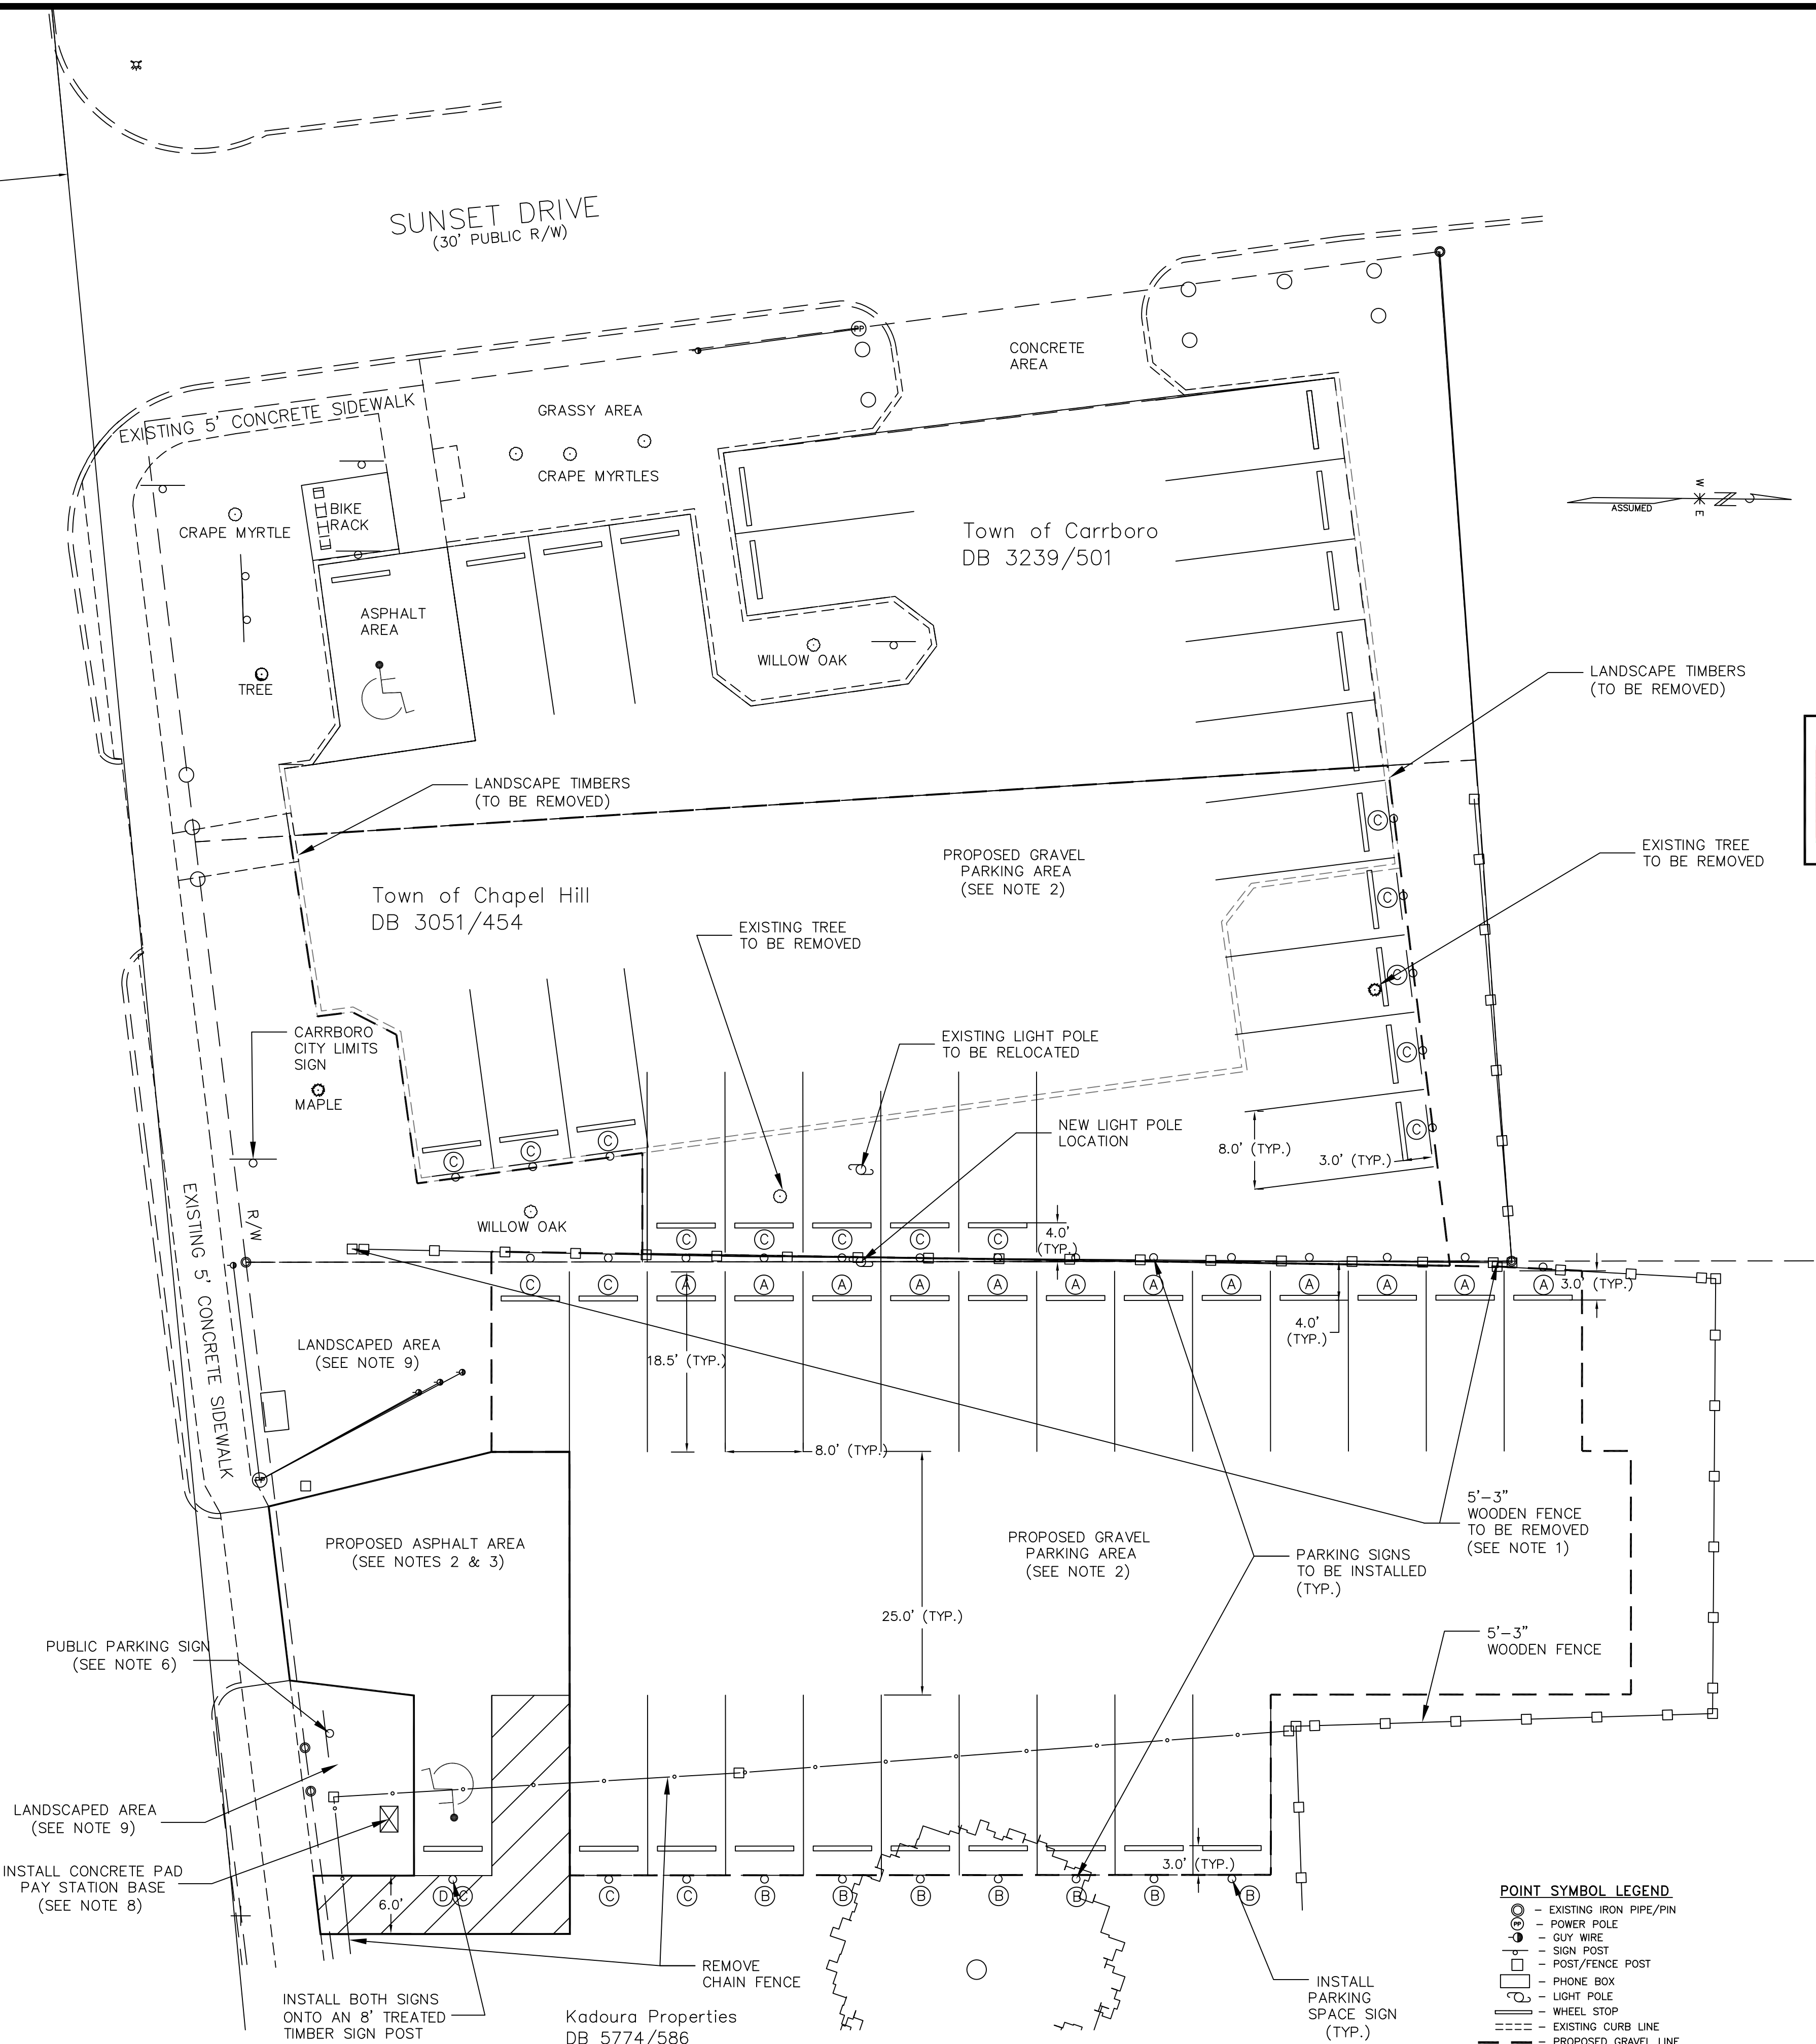 SUNSET DRIVE
(30' PUBLIC R/W)
CONCRETE
AREA
GRASSY AREA
EXISTING 5' CONCRETE SIDEWALK
PP
CRAPE MYRTLES
BIKE
RACK
CRAPE MYRTLE
W
N
E
ASSUMED
Town of Carrboro
DB 3239/501
ASPHALT
AREA
WILLOW OAK
TREE
LANDSCAPE TIMBERS
(TO BE REMOVED)
LANDSCAPE TIMBERS
(TO BE REMOVED)
C
EXISTING TREE
TO BE REMOVED
PROPOSED GRAVEL
PARKING AREA
(SEE NOTE 2)
Town of Chapel Hill
DB 3051/454
C
EXISTING TREE
TO BE REMOVED
C
CARRBORO
CITY LIMITS
SIGN
EXISTING LIGHT POLE
TO BE RELOCATED
C
MAPLE
NEW LIGHT POLE
LOCATION
C
C C C
8.0' (TYP.)
3.0' (TYP.)
EXISTING 5' CONCRETE SIDEWALK
R/W
WILLOW OAK
C C C C C
4.0'
(TYP.)
C C A A A A A A A A A A A A
3.0' (TYP.)
4.0'
(TYP.)
LANDSCAPED AREA
(SEE NOTE 9)
18.5' (TYP.)
8.0' (TYP.)
PP
5'-3"
WOODEN FENCE
TO BE REMOVED
(SEE NOTE 1)
PROPOSED ASPHALT AREA
(SEE NOTES 2 & 3)
PROPOSED GRAVEL
PARKING AREA
(SEE NOTE 2)
PARKING SIGNS
TO BE INSTALLED
(TYP.)
25.0' (TYP.)
PUBLIC PARKING SIGN
(SEE NOTE 6)
5'-3"
WOODEN FENCE
LANDSCAPED AREA
(SEE NOTE 9)
INSTALL CONCRETE PAD
PAY STATION BASE
(SEE NOTE 8)
3.0' (TYP.)
6.0'
D C C C B B B B B B B
REMOVE
CHAIN FENCE
INSTALL BOTH SIGNS
ONTO AN 8' TREATED
TIMBER SIGN POST
Kadoura Properties
DB 5774/586
INSTALL
PARKING
SPACE SIGN
(TYP.)
POINT SYMBOL LEGEND
– EXISTING IRON PIPE/PIN
PP – POWER POLE
– GUY WIRE
– SIGN POST
– POST/FENCE POST
– PHONE BOX
– LIGHT POLE
– WHEEL STOP
– EXISTING CURB LINE
– PROPOSED GRAVEL LINE